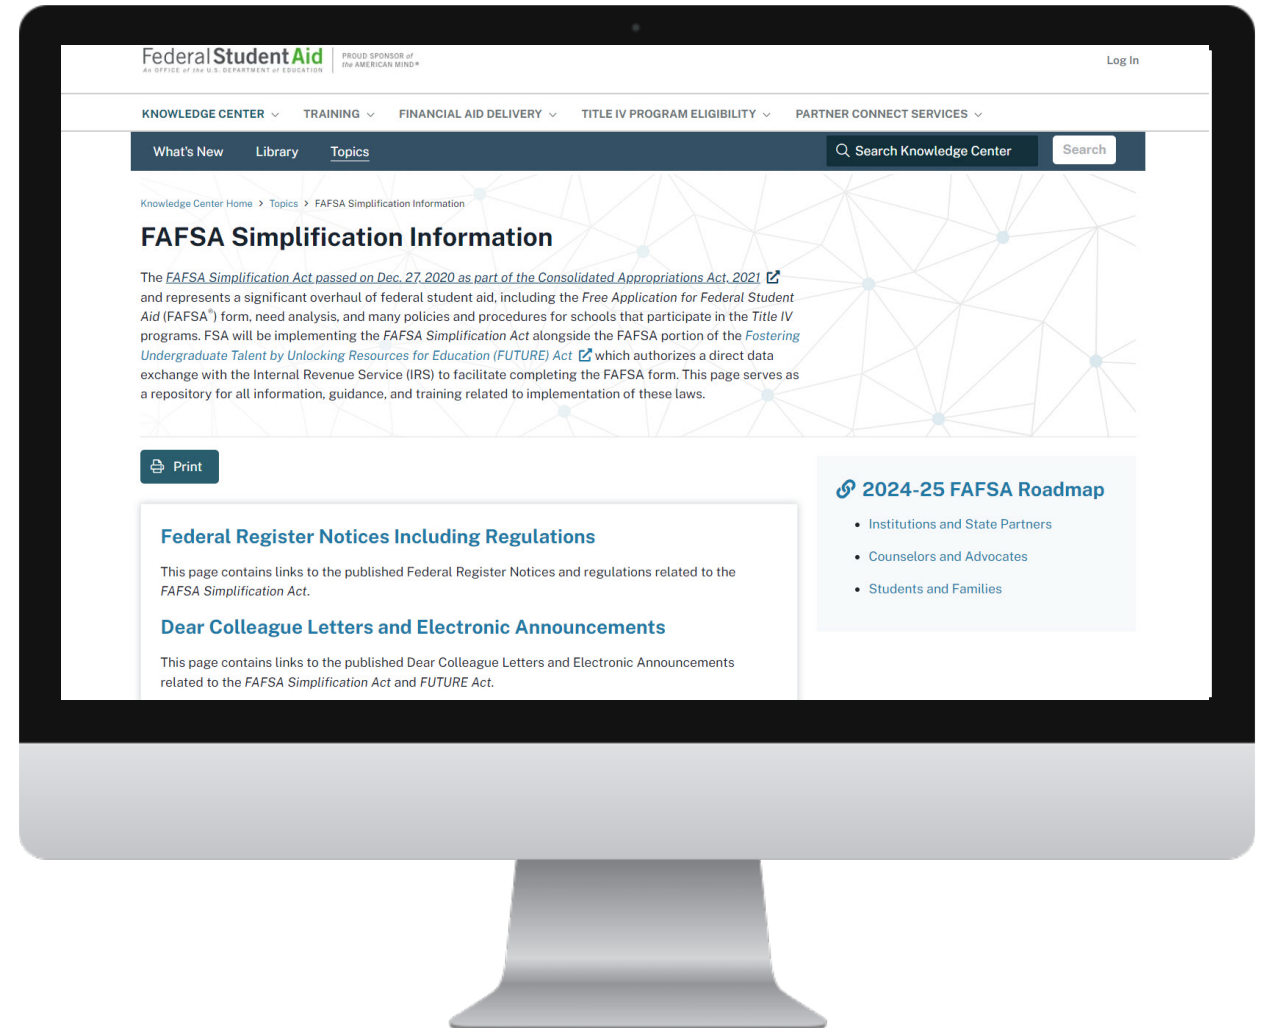 Federal Student Aid
An OFFICE of the U.S. DEPARTMENT of EDUCATION
PROUD SPONSOR of
the AMERICAN MIND®
Log In
KNOWLEDGE CENTER
TRAINING
FINANCIAL AID DELIVERY
TITLE IV PROGRAM ELIGIBILITY
PARTNER CONNECT SERVICES
What's New
Library
Topics
Search Knowledge Center
Search
Knowledge Center Home > Topics > FAFSA Simplification Information
FAFSA Simplification Information
The FAFSA Simplification Act passed on Dec. 27, 2020 as part of the Consolidated Appropriations Act, 2021
and represents a significant overhaul of federal student aid, including the Free Application for Federal Student
Aid (FAFSA®) form, need analysis, and many policies and procedures for schools that participate in the Title IV
programs. FSA will be implementing the FAFSA Simplification Act alongside the FAFSA portion of the Fostering
Undergraduate Talent by Unlocking Resources for Education (FUTURE) Act which authorizes a direct data
exchange with the Internal Revenue Service (IRS) to facilitate completing the FAFSA form. This page serves as
a repository for all information, guidance, and training related to implementation of these laws.
Print
Federal Register Notices Including Regulations
This page contains links to the published Federal Register Notices and regulations related to the
FAFSA Simplification Act.
Dear Colleague Letters and Electronic Announcements
This page contains links to the published Dear Colleague Letters and Electronic Announcements
related to the FAFSA Simplification Act and FUTURE Act.
2024-25 FAFSA Roadmap
• Institutions and State Partners
• Counselors and Advocates
• Students and Families